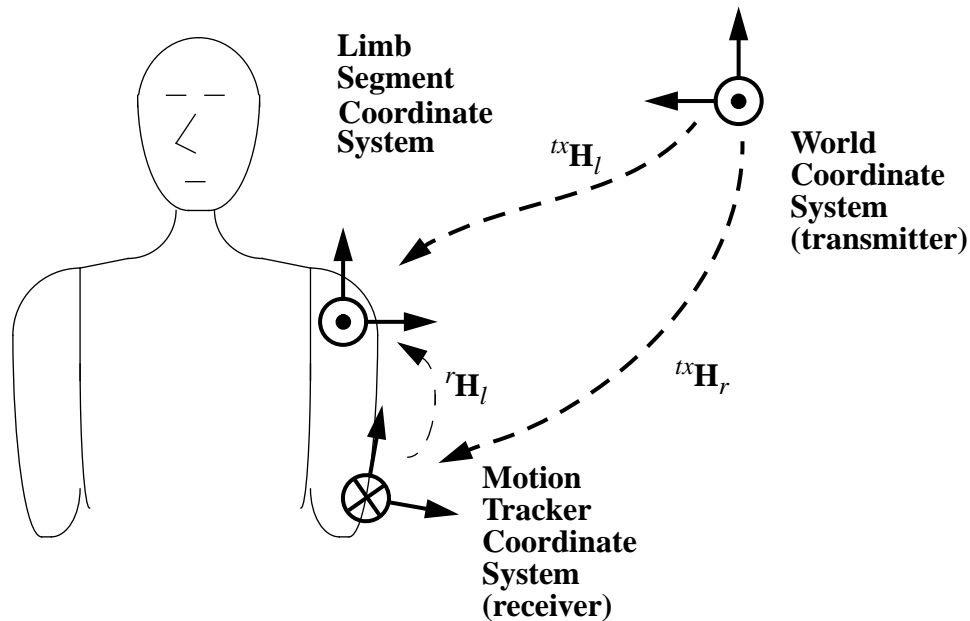 Limb
Segment
Coordinate
System
txHl
World
Coordinate
System
(transmitter)
rHl
txHr
Motion
Tracker
Coordinate
System
(receiver)